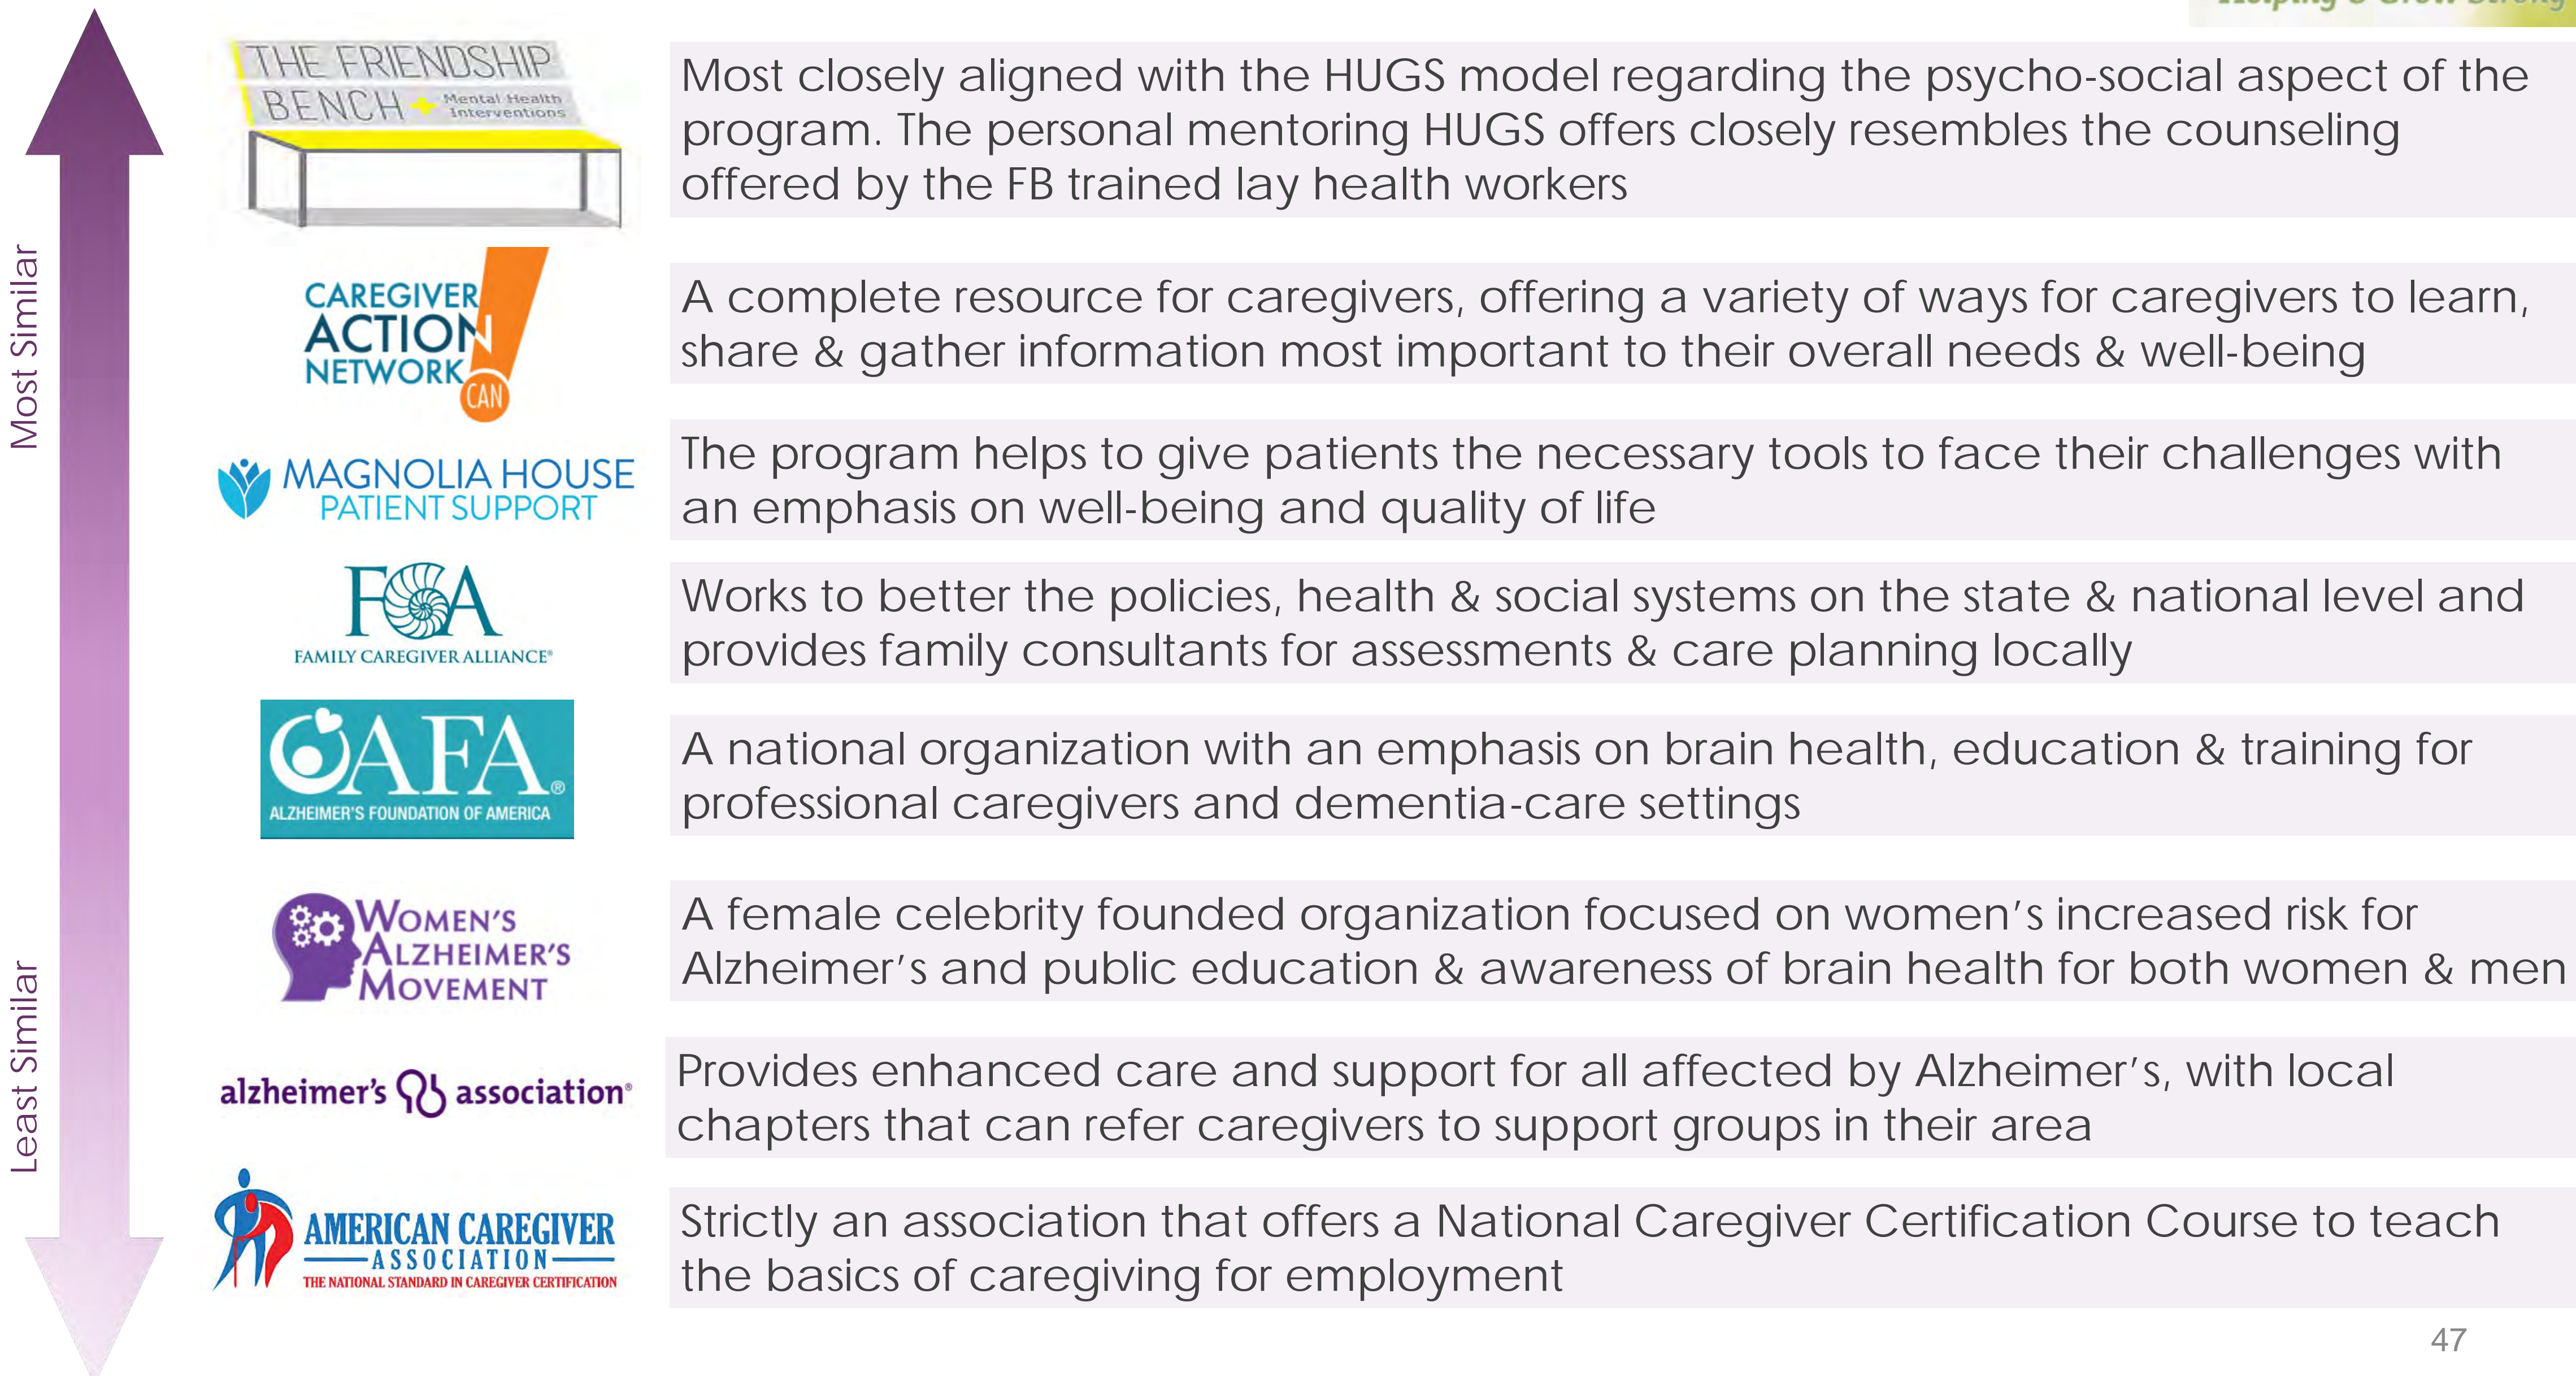 Helping U Grow Strong
Most Similar
Least Similar
THE FRIENDSHIP
BENCH + Mental Health
Interventions
Most closely aligned with the HUGS model regarding the psycho-social aspect of the
program. The personal mentoring HUGS offers closely resembles the counseling
offered by the FB trained lay health workers
CAREGIVER
ACTION
NETWORK
CAN
A complete resource for caregivers, offering a variety of ways for caregivers to learn,
share & gather information most important to their overall needs & well-being
MAGNOLIA HOUSE
PATIENT SUPPORT
The program helps to give patients the necessary tools to face their challenges with
an emphasis on well-being and quality of life
FCA
FAMILY CAREGIVER ALLIANCE®
Works to better the policies, health & social systems on the state & national level and
provides family consultants for assessments & care planning locally
AFA®
ALZHEIMER'S FOUNDATION OF AMERICA
A national organization with an emphasis on brain health, education & training for
professional caregivers and dementia-care settings
WOMEN'S
ALZHEIMER'S
MOVEMENT
A female celebrity founded organization focused on women's increased risk for
Alzheimer's and public education & awareness of brain health for both women & men
alzheimer's association®
Provides enhanced care and support for all affected by Alzheimer's, with local
chapters that can refer caregivers to support groups in their area
AMERICAN CAREGIVER
ASSOCIATION
THE NATIONAL STANDARD IN CAREGIVER CERTIFICATION
Strictly an association that offers a National Caregiver Certification Course to teach
the basics of caregiving for employment
47